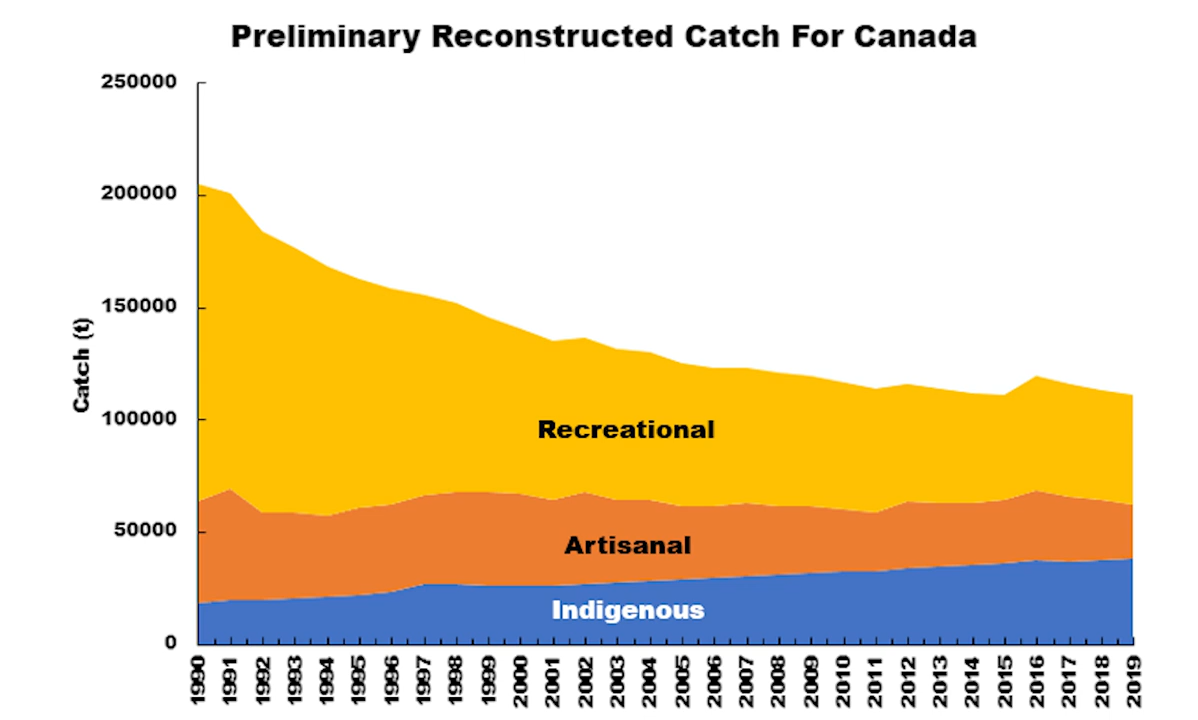 Preliminary Reconstructed Catch For Canada
250000
200000
150000
100000
50000
0
Catch (t)
Recreational
Artisanal
Indigenous
1990 1991 1992 1993 1994 1995 1996 1997 1998 1999 2000 2001 2002 2003 2004 2005 2006 2007 2008 2009 2010 2011 2012 2013 2014 2015 2016 2017 2018 2019